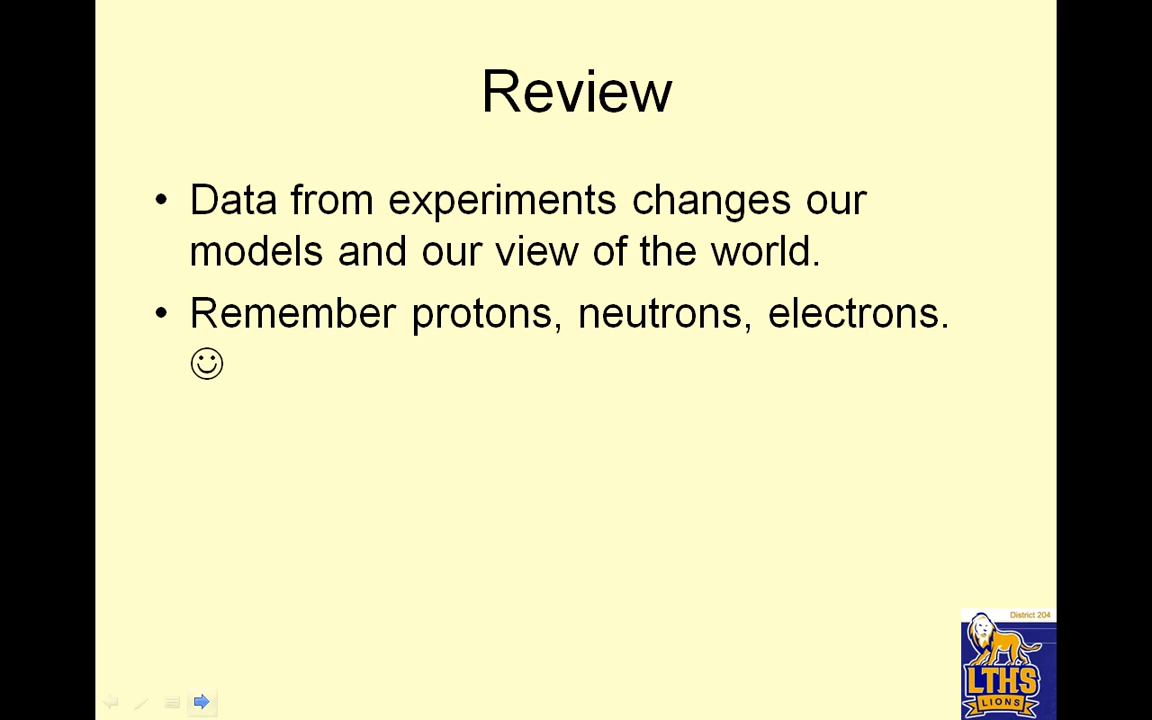 Review
• Data from experiments changes our
models and our view of the world.
• Remember protons, neutrons, electrons.
☺
District 204
LTHS
LIONS